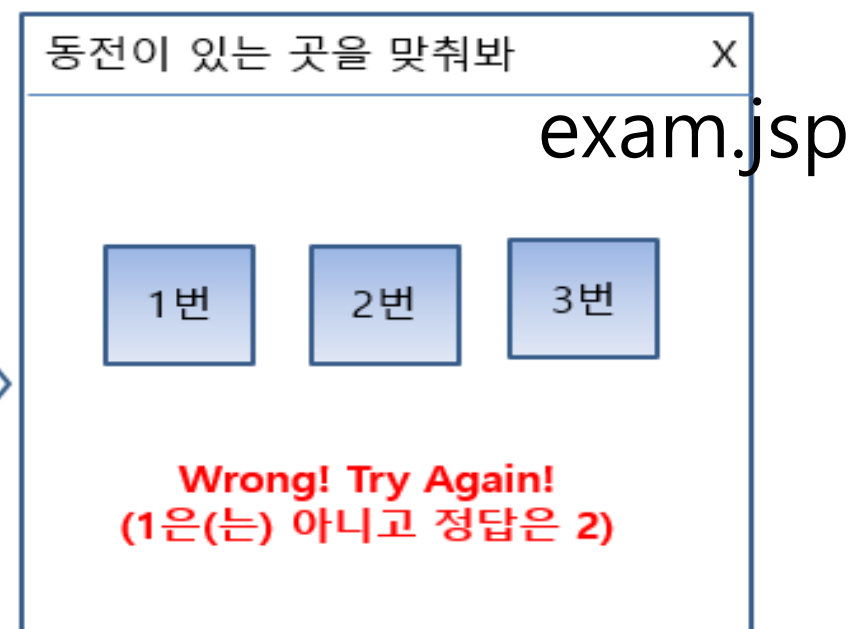 동전이 있는 곳을 맞춰봐 X
exam.jsp
1번 2번 3번
Wrong! Try Again!
(1은(는) 아니고 정답은 2)